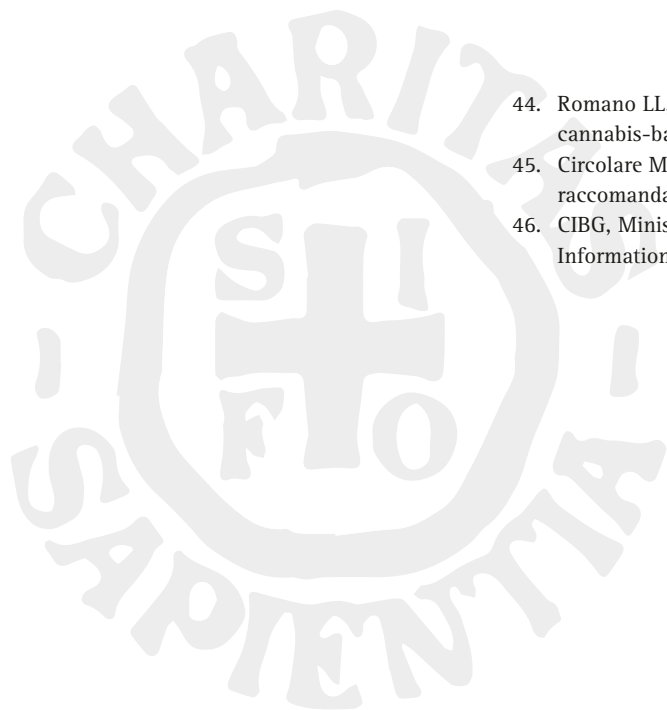 CHARITAS
- SAPIENTIA -
S I
F O
44. Romano LL.
cannabis-ba
45. Circolare M
raccomanda
46. CIBG, Minis
Information